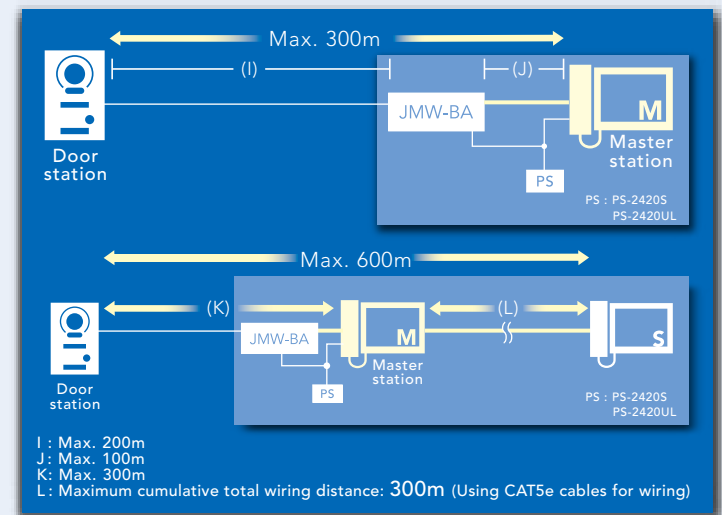 Max. 300m
(I)
(J)
JMW-BA
M
Door
station
Master
station
PS
PS : PS-2420S
PS-2420UL
Max. 600m
(K)
(L)
JMW-BA
M
S
Master
station
Door
station
PS
PS : PS-2420S
PS-2420UL
I : Max. 200m
J : Max. 100m
K: Max. 300m
L : Maximum cumulative total wiring distance: 300m (Using CAT5e cables for wiring)